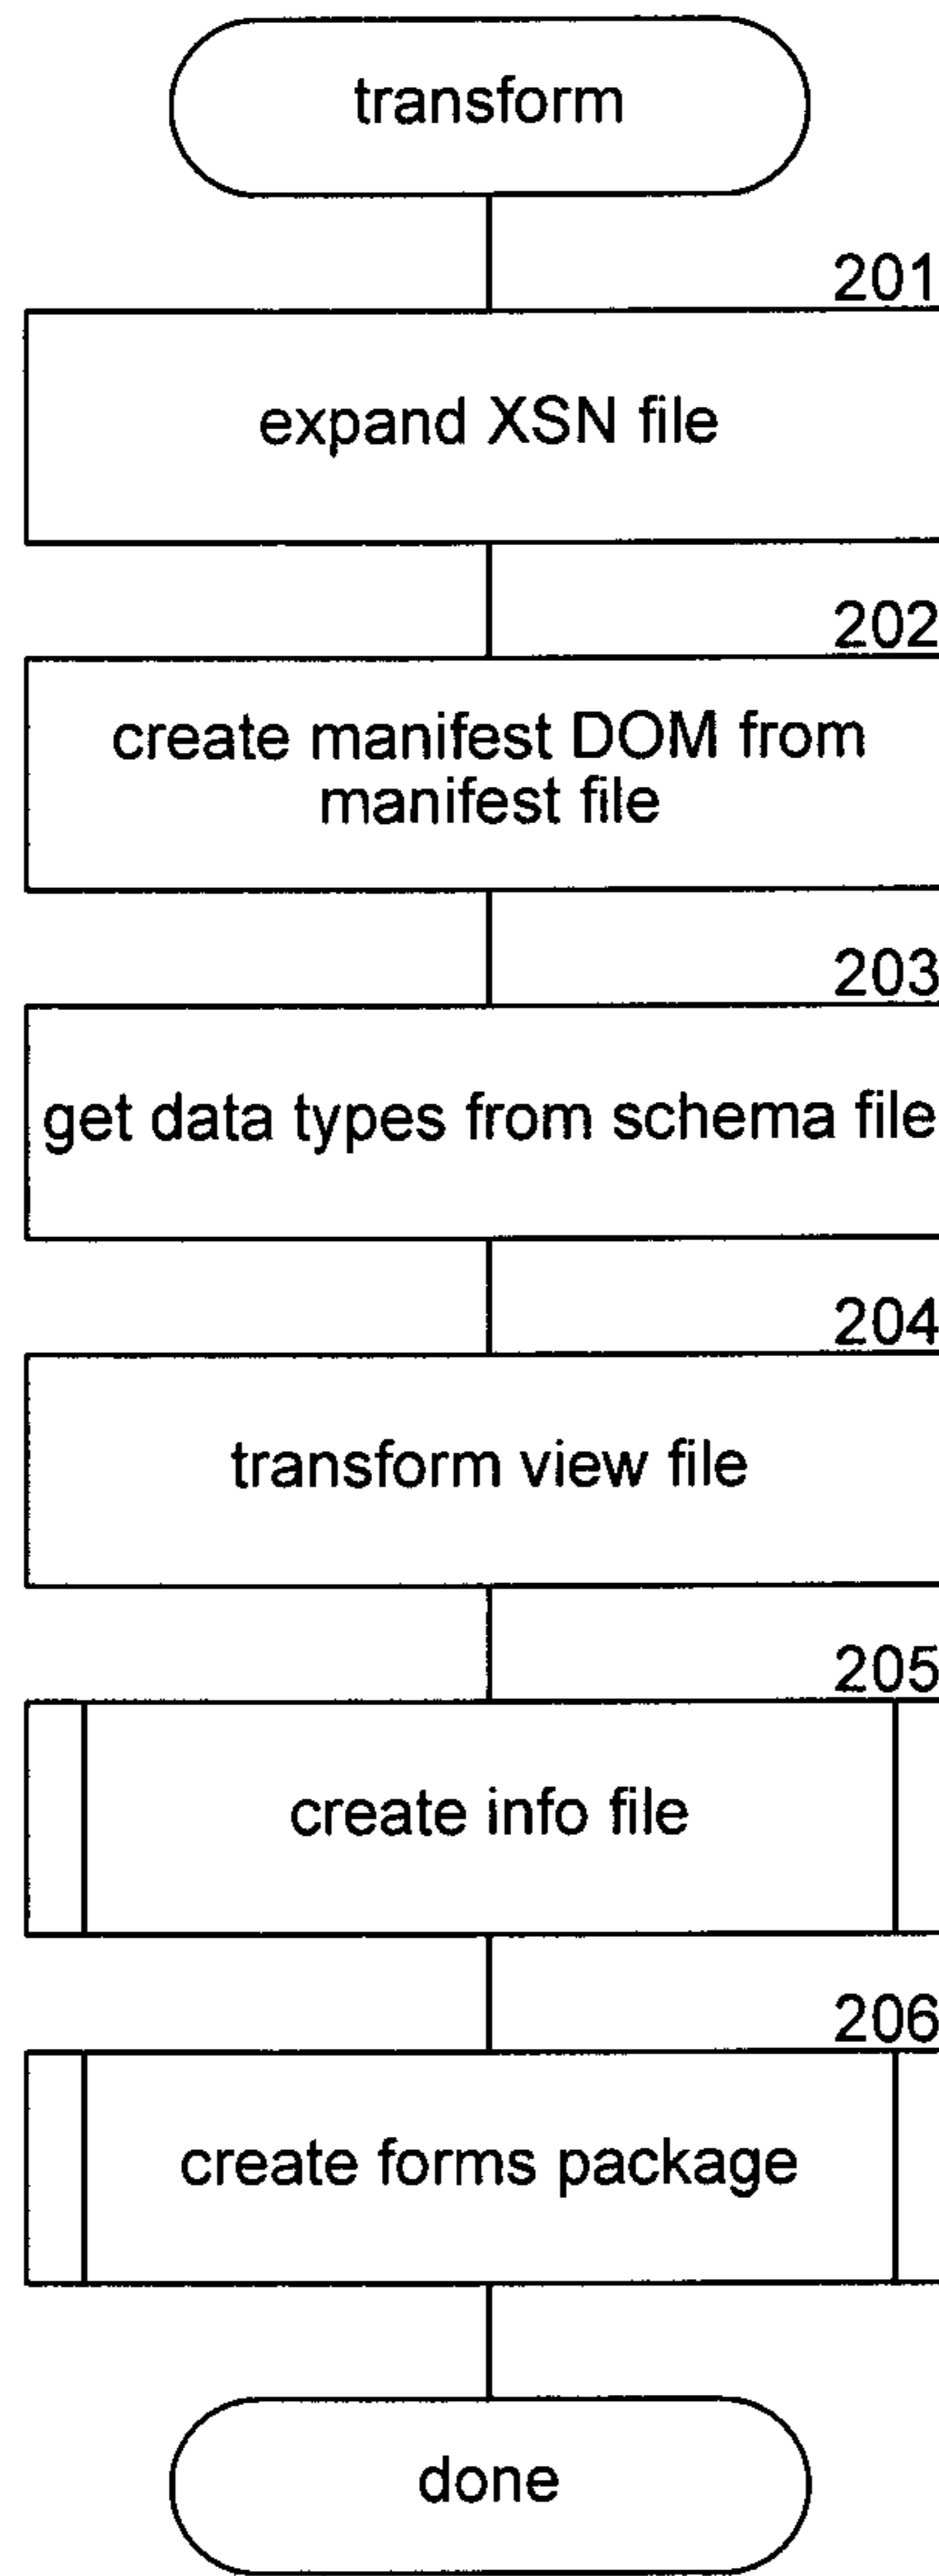 transform
201
expand XSN file
202
create manifest DOM from
manifest file
203
get data types from schema file
204
transform view file
205
create info file
206
create forms package
done